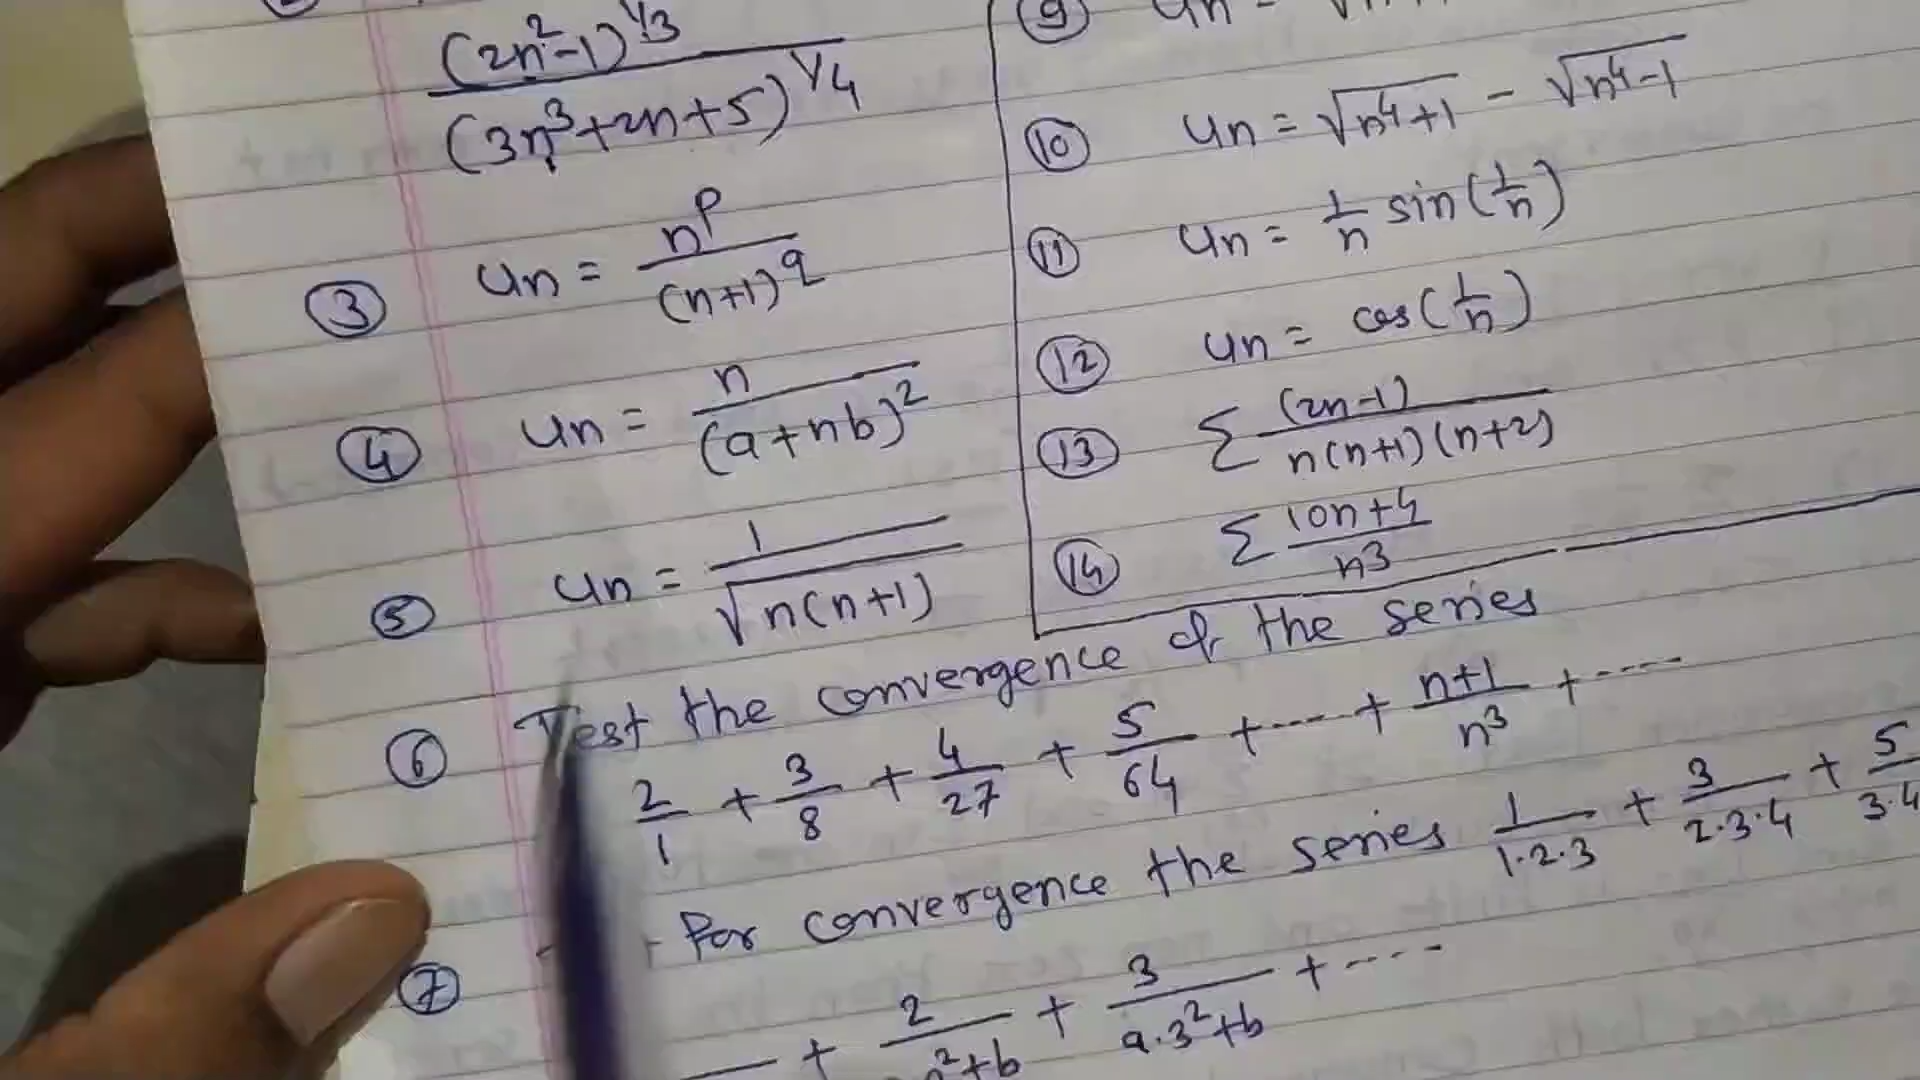 (2n²-1)^1/3 / (3n³+2n+5)^1/4
③ un = n^p / (n+1)^q
④ un = n / (a+nb)²
⑤ un = 1 / √n(n+1)
⑥ Test the convergence of the series
2/1 + 3/8 + 4/27 + 5/64 + ---- + n+1/n³ + ----
⑦ for convergence the series 1/1·2·3 + 3/2·3·4 + 5/3·4
+ 2/n²+b + 3/a·3²+b + ----
⑨ un =
⑩ un = √n⁴+1 - √n⁴-1
⑪ un = 1/n sin(1/n)
⑫ un = cos(1/n)
⑬ Σ (2n-1) / n(n+1)(n+2)
⑭ Σ 10n+4 / n³